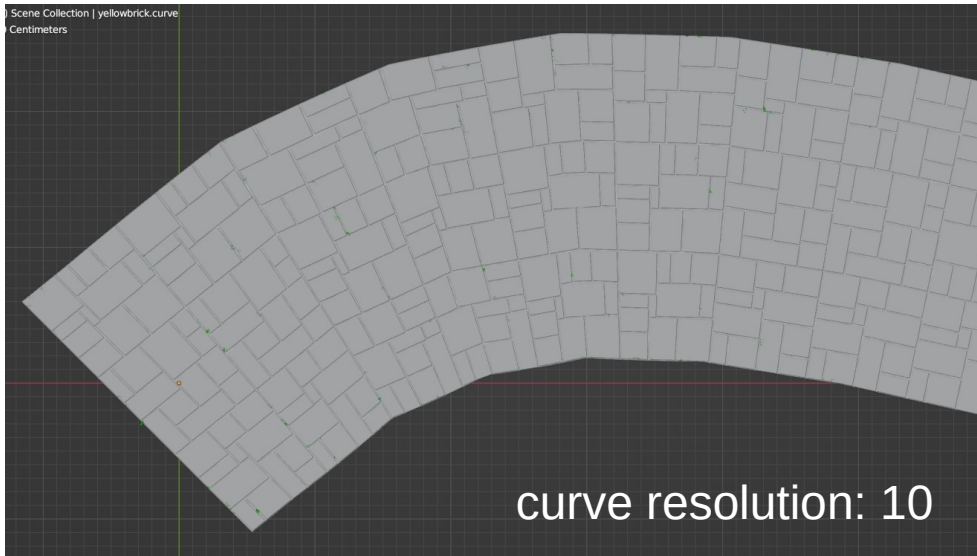 ) Scene Collection | yellowbrick.curve
) Centimeters
curve resolution: 10